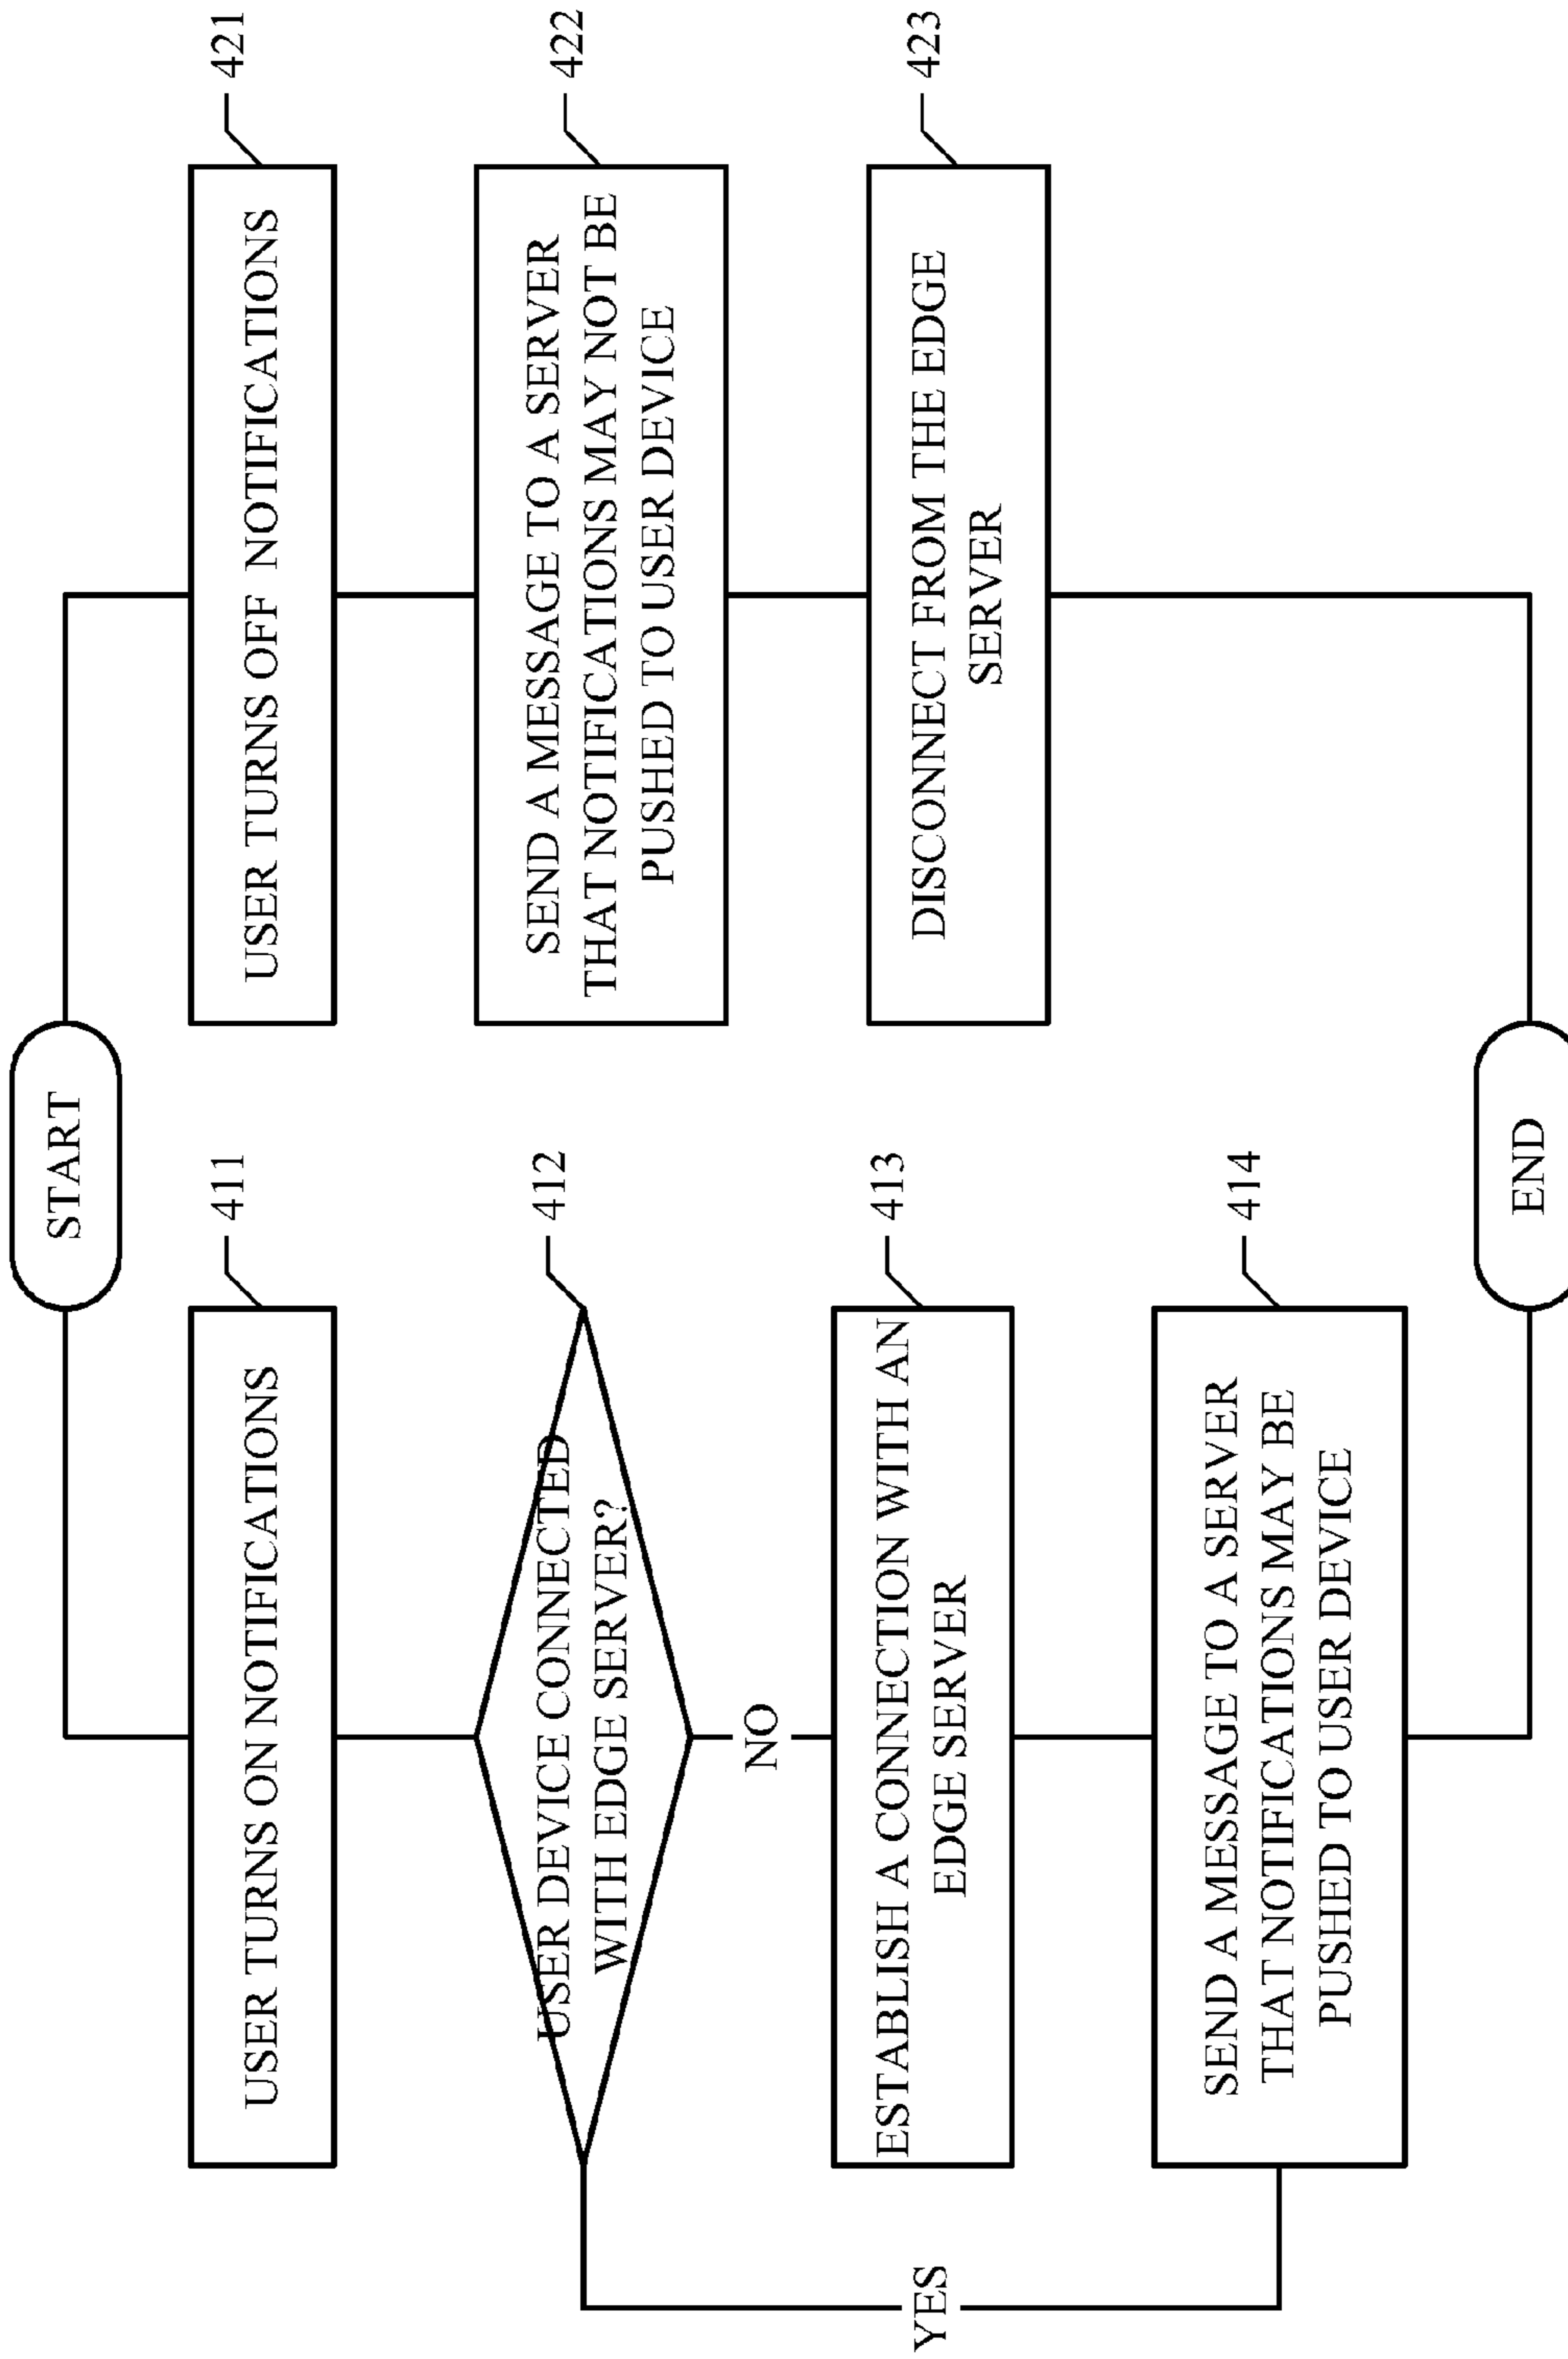 START
411
USER TURNS ON NOTIFICATIONS
412
USER DEVICE CONNECTED
WITH EDGE SERVER?
NO
YES
413
ESTABLISH A CONNECTION WITH AN
EDGE SERVER
414
SEND A MESSAGE TO A SERVER
THAT NOTIFICATIONS MAY BE
PUSHED TO USER DEVICE
421
USER TURNS OFF NOTIFICATIONS
422
SEND A MESSAGE TO A SERVER
THAT NOTIFICATIONS MAY NOT BE
PUSHED TO USER DEVICE
423
DISCONNECT FROM THE EDGE
SERVER
END